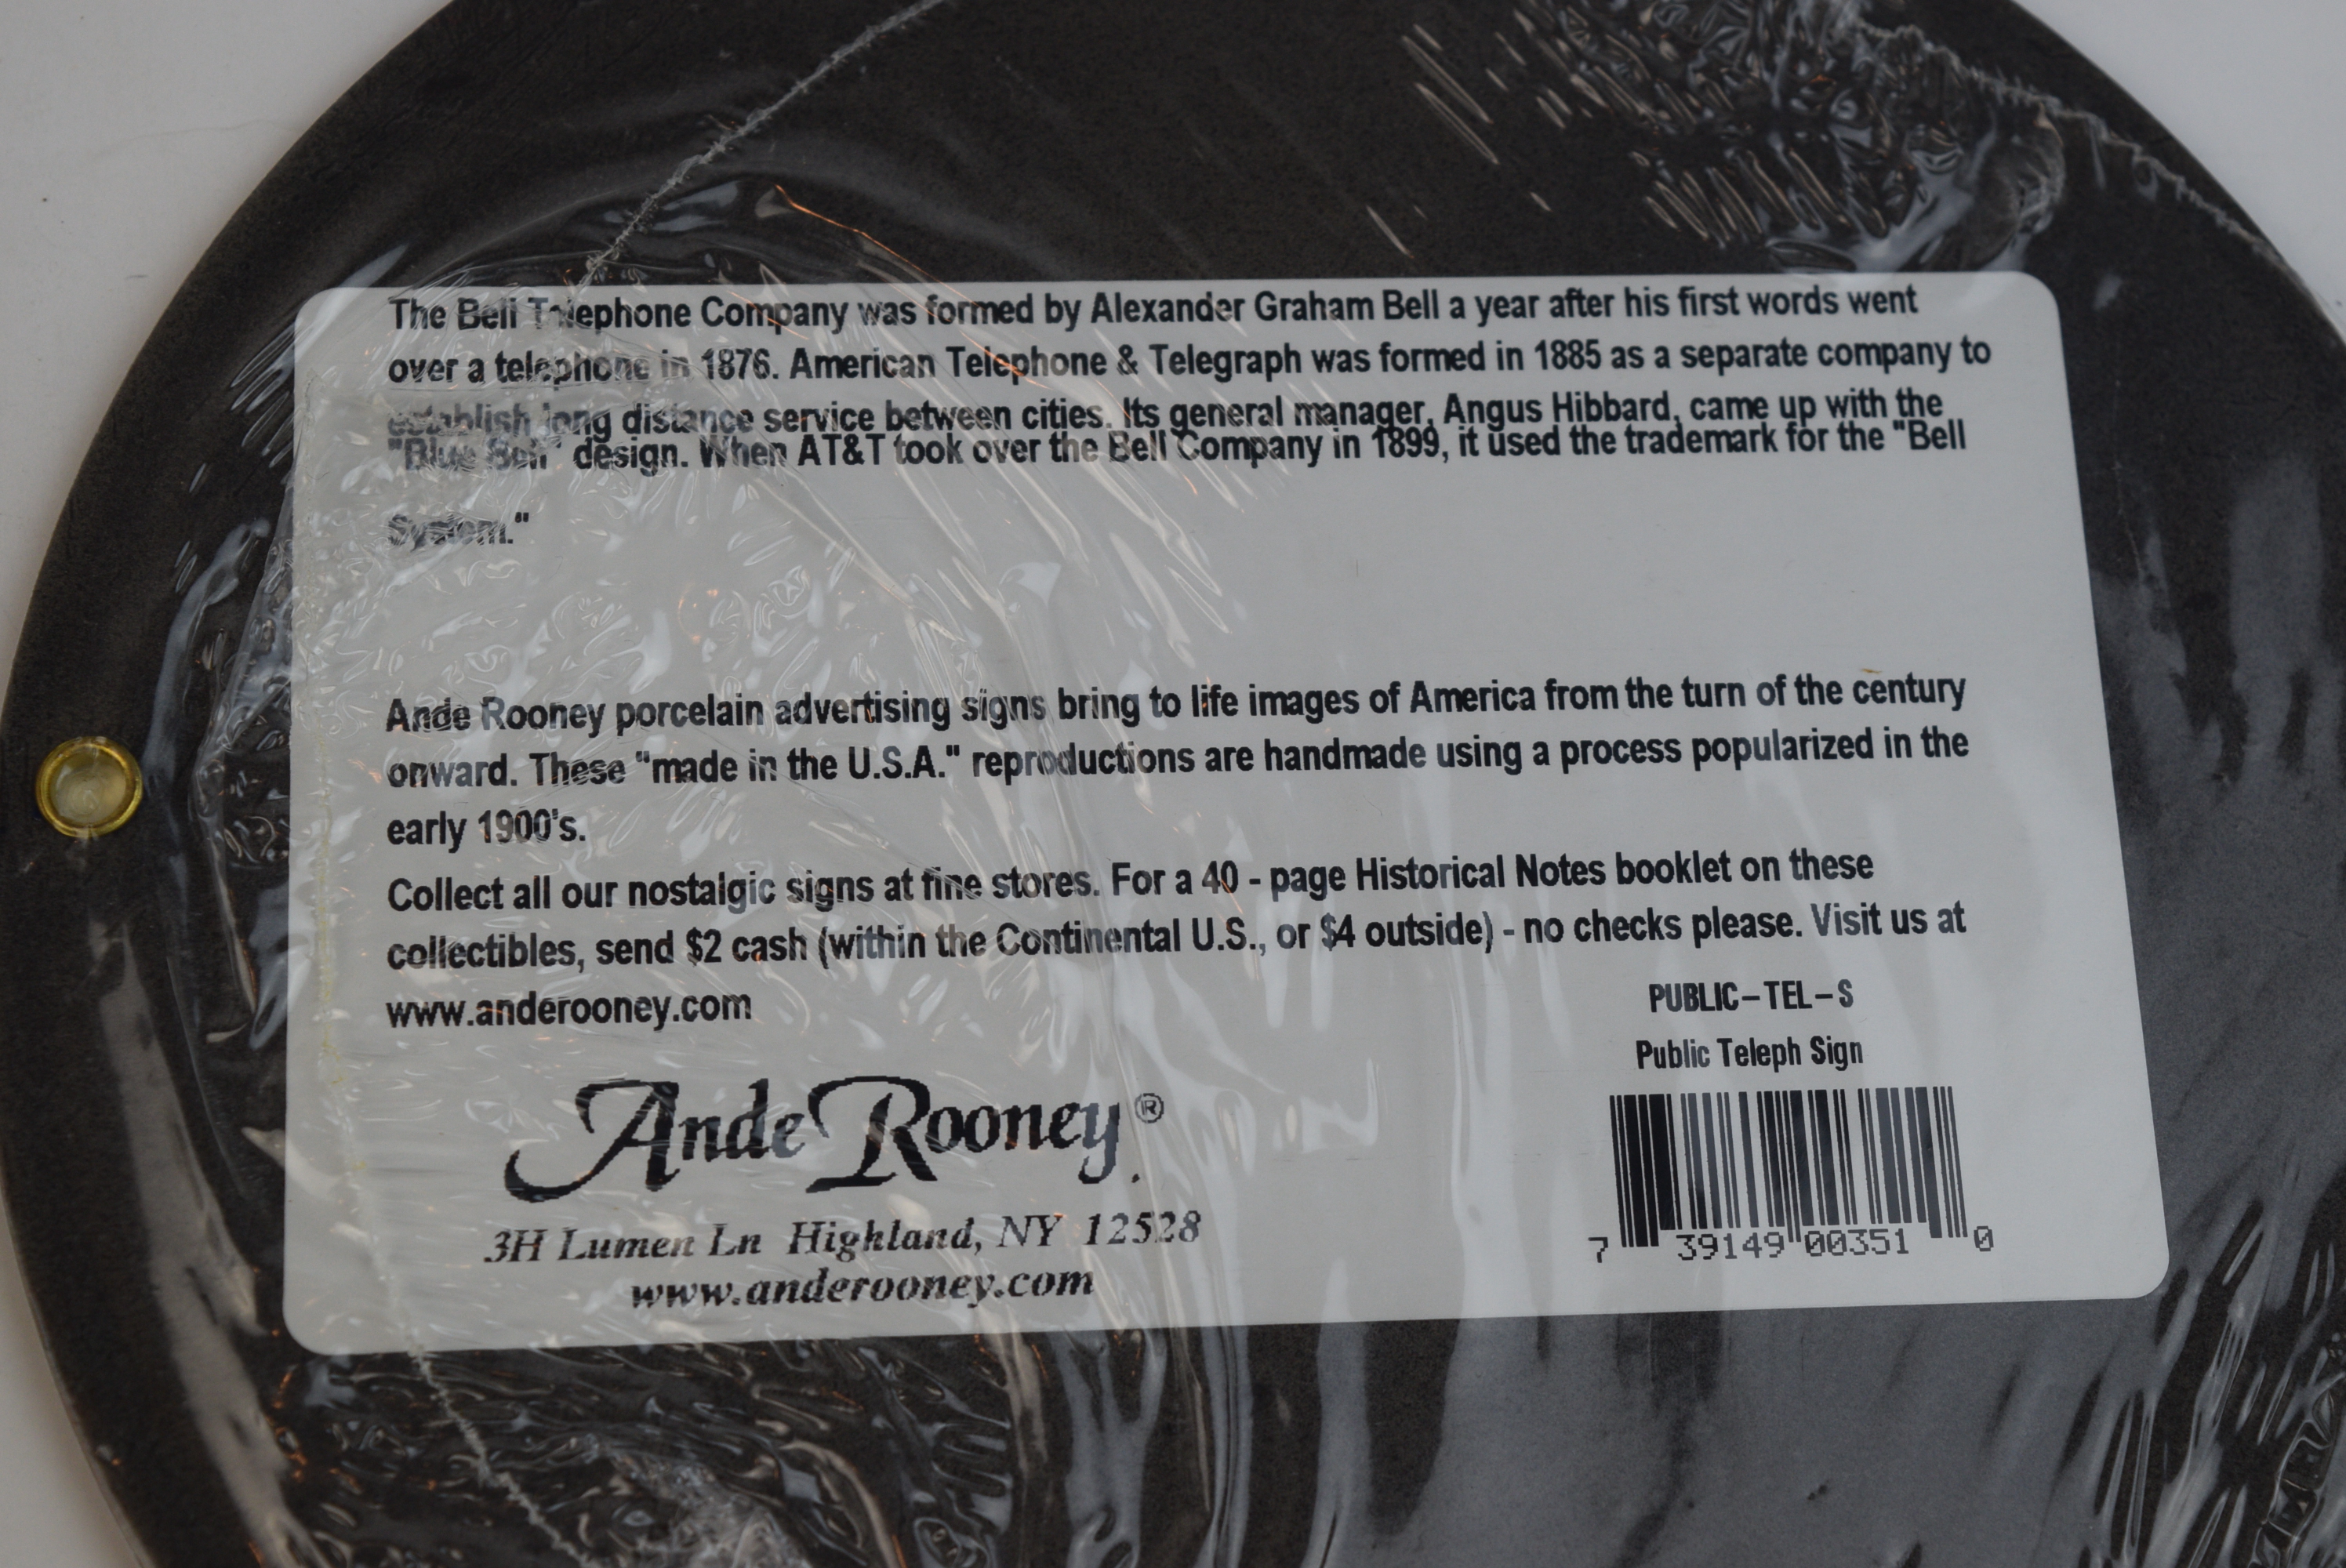 The Bell Telephone Company was formed by Alexander Graham Bell a year after his first words went
over a telephone in 1876. American Telephone & Telegraph was formed in 1885 as a separate company to
establish long distance service between cities. Its general manager, Angus Hibbard, came up with the
"Blue Bell" design. When AT&T took over the Bell Company in 1899, it used the trademark for the "Bell
System."
Ande Rooney porcelain advertising signs bring to life images of America from the turn of the century
onward. These "made in the U.S.A." reproductions are handmade using a process popularized in the
early 1900's.
Collect all our nostalgic signs at fine stores. For a 40 - page Historical Notes booklet on these
collectibles, send $2 cash (within the Continental U.S., or $4 outside) - no checks please. Visit us at
www.anderooney.com
PUBLIC-TEL-S
Public Teleph Sign
Ande Rooney®
3H Lumen Ln Highland, NY 12528
www.anderooney.com
7 39149 00351 0